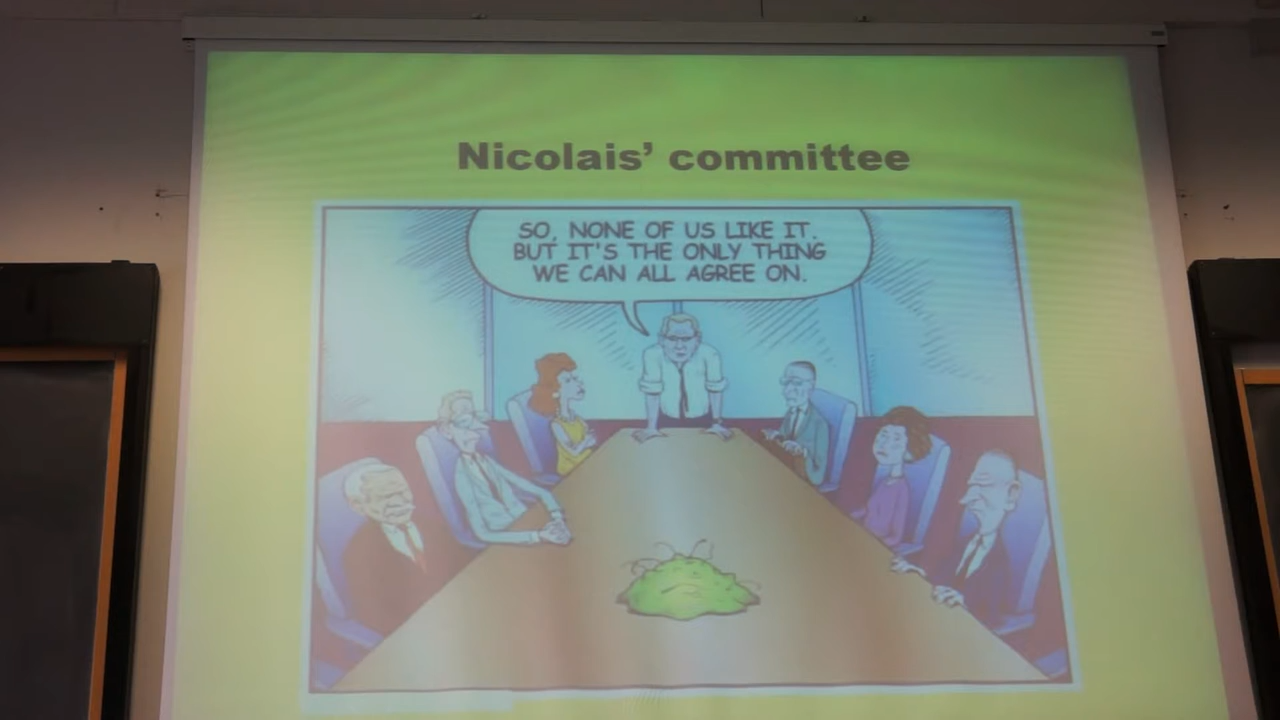 Nicolais’ committee
SO, NONE OF US LIKE IT.
BUT IT'S THE ONLY THING
WE CAN ALL AGREE ON.